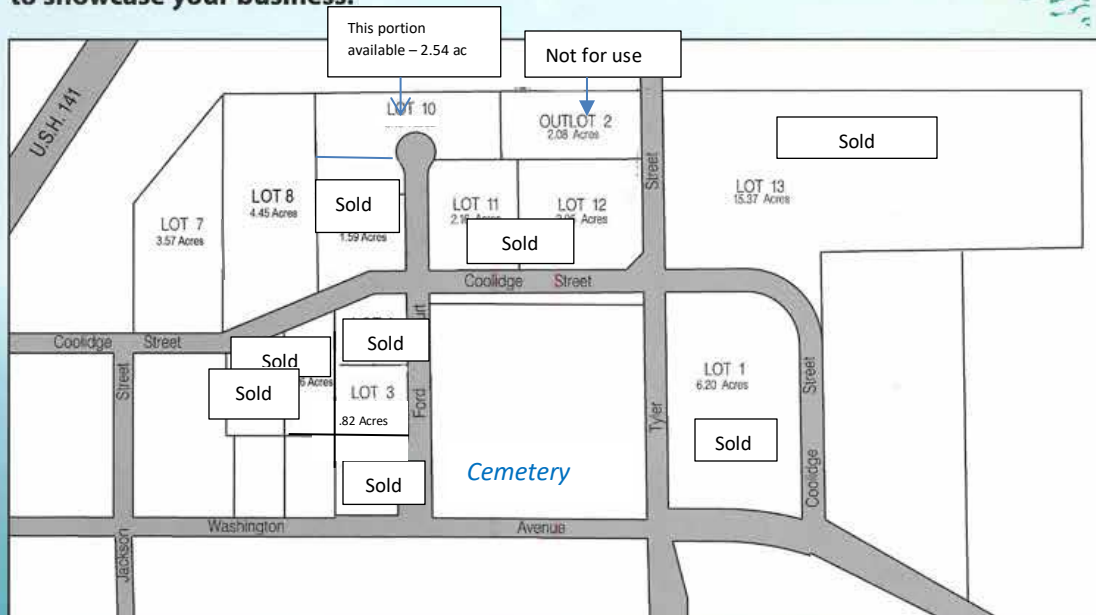 to showcase your business.
This portion
available – 2.54 ac
Not for use
U.S.H. 141
LOT 10
OUTLOT 2
2.08 Acres
Sold
Street
LOT 13
15.37 Acres
LOT 8
4.45 Acres
Sold
1.59 Acres
LOT 11
LOT 12
Acres
Sold
LOT 7
3.57 Acres
Coolidge Street
Coolidge Street
Sold
Sold
Acres
Sold
LOT 3
.82 Acres
Ford
Street
LOT 1
6.20 Acres
Street
Tyler
Sold
Cemetery
Sold
Coolidge
Washington Avenue
Jackson